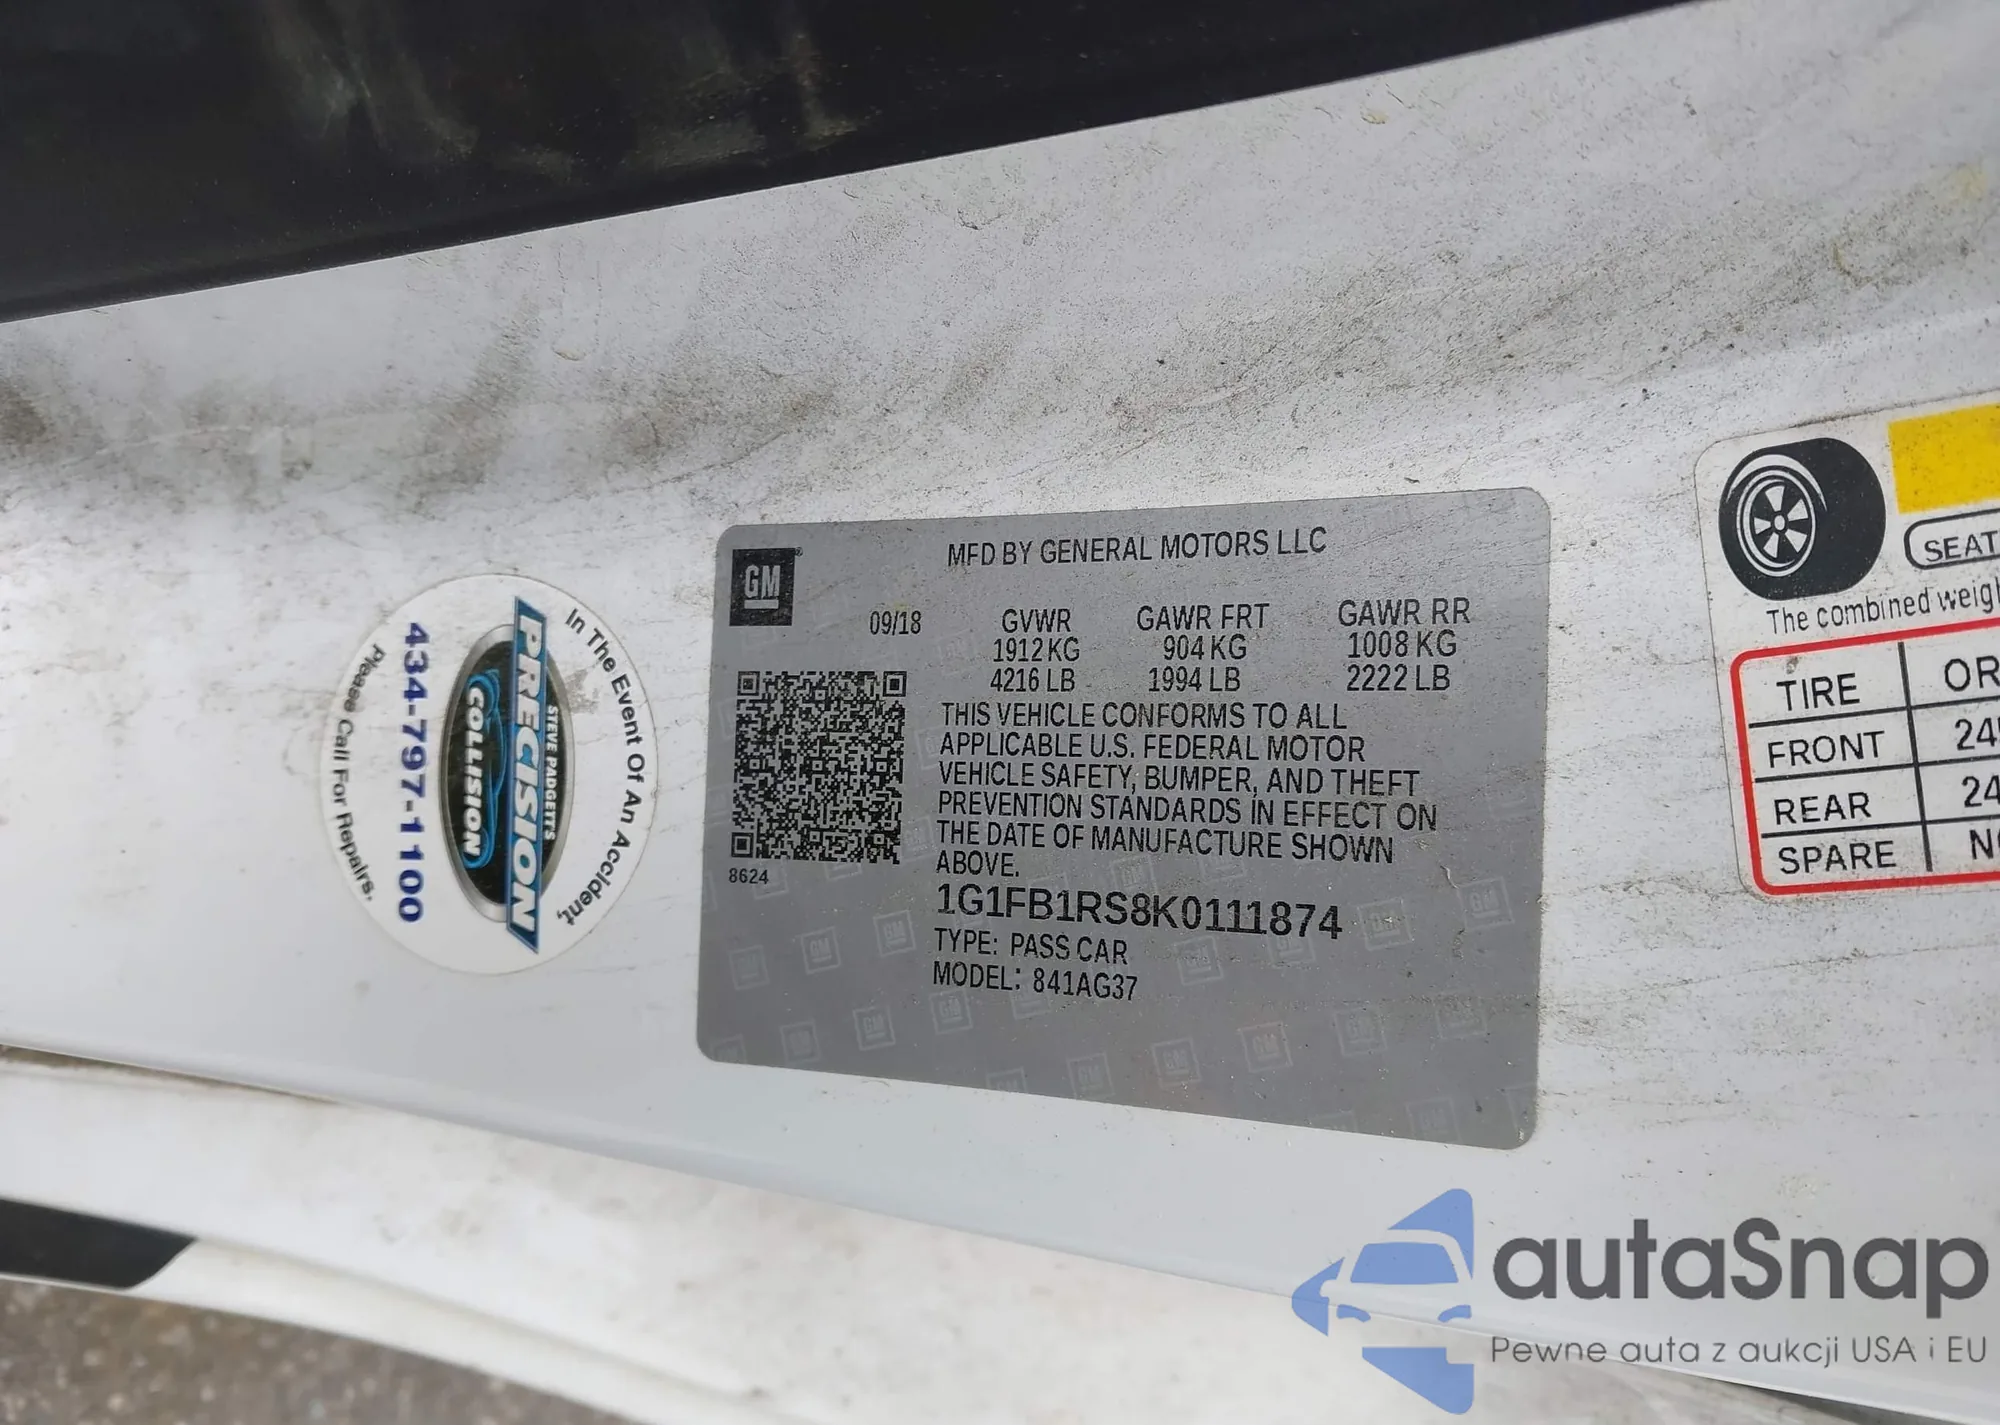 In The Event Of An Accident,
STEVE PADGETT'S
PRECISION
COLLISION
434-797-1100
Please Call For Repairs.
GM
MFD BY GENERAL MOTORS LLC
09/18 GVWR GAWR FRT GAWR RR
1912 KG 904 KG 1008 KG
4216 LB 1994 LB 2222 LB
THIS VEHICLE CONFORMS TO ALL
APPLICABLE U.S. FEDERAL MOTOR
VEHICLE SAFETY, BUMPER, AND THEFT
PREVENTION STANDARDS IN EFFECT ON
THE DATE OF MANUFACTURE SHOWN
ABOVE.
8624
1G1FB1RS8K0111874
TYPE: PASS CAR
MODEL: 841AG37
SEAT
The combined weigh
TIRE OR
FRONT 24
REAR 24
SPARE
autaSnap
Pewne auta z aukcji USA i EU